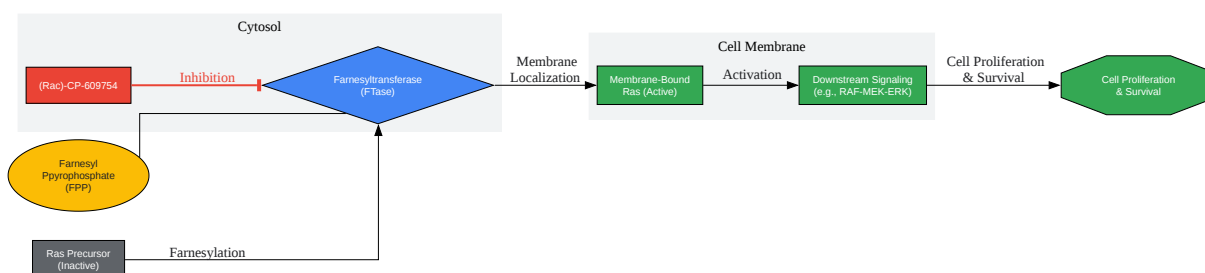 Cytosol
(Rac)-CP-609754
Inhibition
Farnesyltransferase
(FTase)
Membrane
Localization
Cell Membrane
Membrane-Bound
Ras (Active)
Activation
Downstream Signaling
(e.g., RAF-MEK-ERK)
Cell Proliferation
& Survival
Cell Proliferation
& Survival
Farnesyl
Ppyrophosphate
(FPP)
Ras Precursor
(Inactive)
Farnesylation